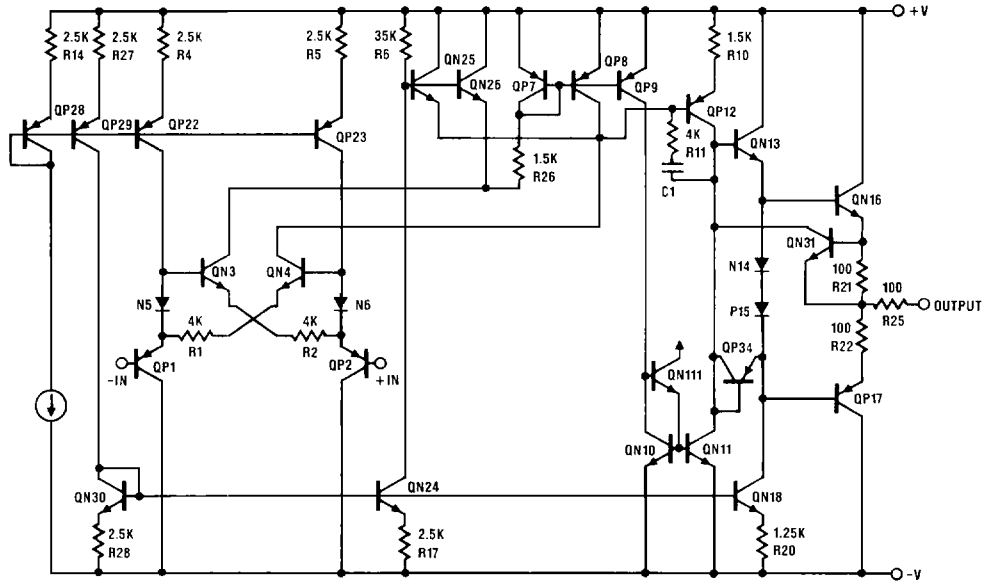 +V
2.5K
R14
2.5K
R27
2.5K
R4
2.5K
R5
35K
R6
QN25
QN26
QP7
QP8
QP9
1.5K
R10
QP28
QP29
QP22
QP23
QP12
4K
R11
C1
QN13
1.5K
R26
QN16
QN31
QN3
QN4
N14
100
R21
N5
N6
P15
100
R25
OUTPUT
4K
R1
4K
R2
100
R22
QP34
QP1
QP2
-IN
+IN
QN111
QP17
QN10
QN11
QN30
QN24
QN18
2.5K
R28
2.5K
R17
1.25K
R20
-V